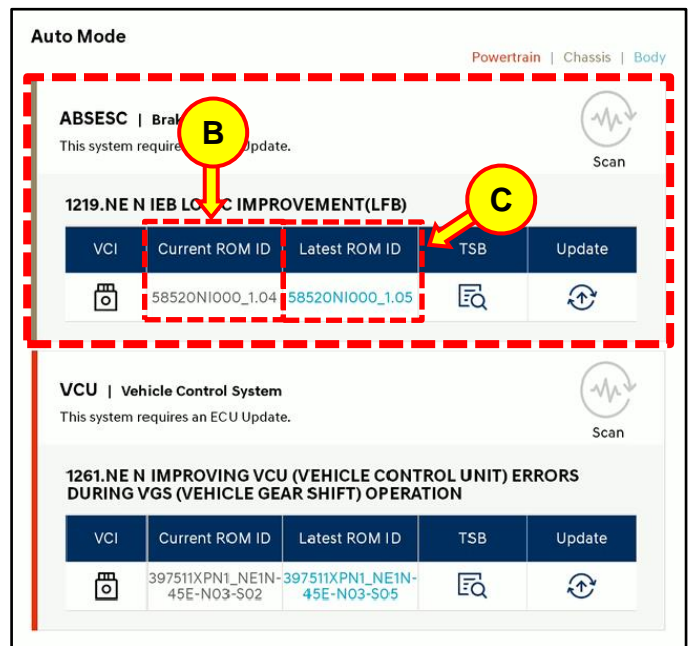 Auto Mode
Powertrain | Chassis | Body
ABSESC |
B
This system Update.
Scan
1219.NE N IEB IMPROVEMENT(LFB)
C
VCI Current ROM ID Latest ROM ID TSB Update
58520NI000_1.04 58520NI000_1.05
VCU | Vehicle Control System
This system requires an ECU Update.
Scan
1261.NE N IMPROVING VCU (VEHICLE CONTROL UNIT) ERRORS
DURING VGS (VEHICLE GEAR SHIFT) OPERATION
VCI Current ROM ID Latest ROM ID TSB Update
397511XPN1_NE1N- 397511XPN1_NE1N-
45E-N03-S02 45E-N03-S05